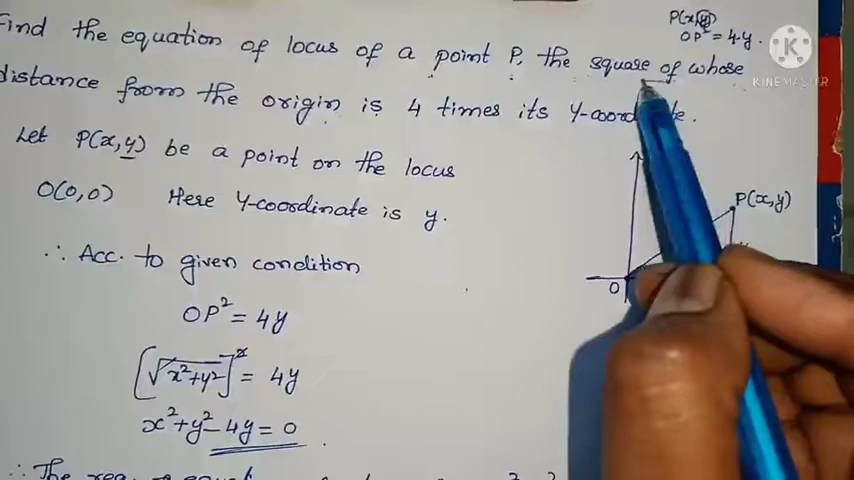 P(x,y)
OP² = 4y.
Find the equation of locus of a point P, the square of whose
distance from the origin is 4 times its Y-coordinate.
Let P(x,y) be a point on the locus
O(0,0) Here Y-coordinate is y.
∴ Acc. to given condition
OP² = 4y
[√x²+y²]² = 4y
x²+y²-4y = 0
∴ The
P(x,y)
O
KINEMASTER